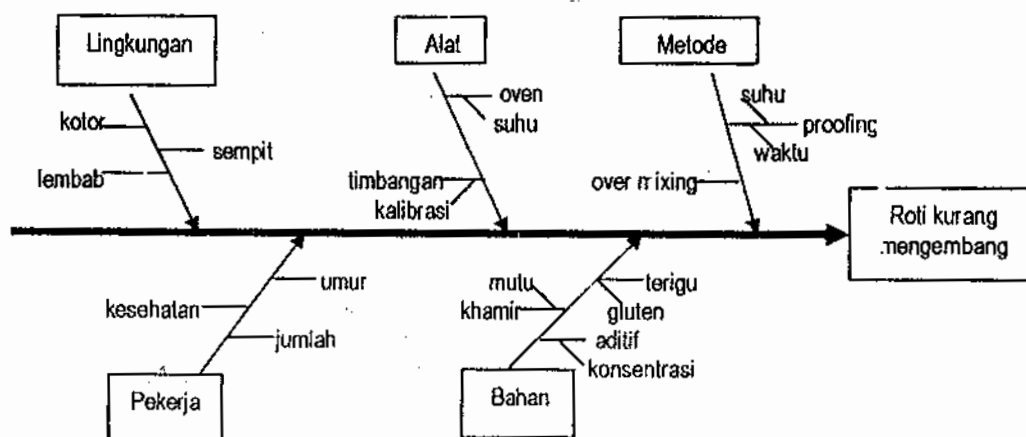 Lingkungan
Alat
Metode
kotor
sempit
lembab
oven
suhu
timbangan
kalibrasi
suhu
proofing
waktu
over mixing
Roti kurang
mengembang
umur
kesehatan
jumlah
Pekerja
mutu
khamir
terigu
gluten
aditif
konsentrasi
Bahan